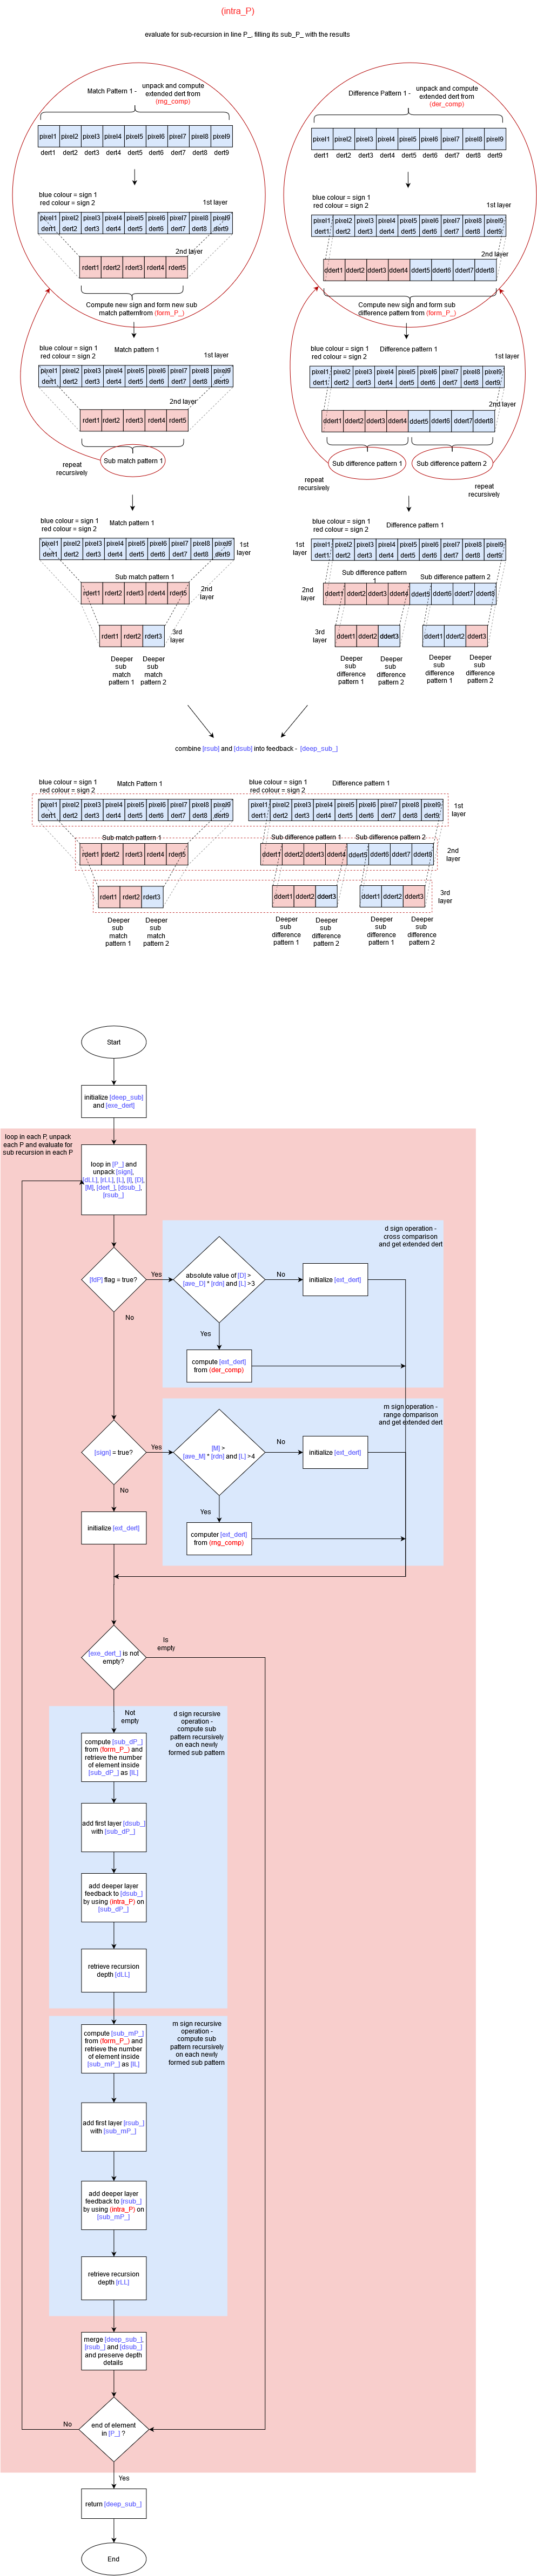 (intra_P)
evaluate for sub-recursion in line P_, filling its sub_P_ with the results
Match Pattern 1 -
unpack and compute
extended dert from
(rng_comp)
pixel1 pixel2 pixel3 pixel4 pixel5 pixel6 pixel7 pixel8 pixel9
dert1 dert2 dert3 dert4 dert5 dert6 dert7 dert8 dert9
blue colour = sign 1
red colour = sign 2
1st layer
pixel1 pixel2 pixel3 pixel4 pixel5 pixel6 pixel7 pixel8 pixel9
dert1 dert2 dert3 dert4 dert5 dert6 dert7 dert8 dert9
2nd layer
rdert1 rdert2 rdert3 rdert4 rdert5
Compute new sign and form new sub
match patternfrom (form_P_)
Difference Pattern 1 -
unpack and compute
extended dert from
(der_comp)
pixel1 pixel2 pixel3 pixel4 pixel5 pixel6 pixel7 pixel8 pixel9
dert1 dert2 dert3 dert4 dert5 dert6 dert7 dert8 dert9
blue colour = sign 1
red colour = sign 2
1st layer
pixel1 pixel2 pixel3 pixel4 pixel5 pixel6 pixel7 pixel8 pixel9
dert1 dert2 dert3 dert4 dert5 dert6 dert7 dert8 dert9
2nd layer
ddert1 ddert2 ddert3 ddert4 ddert5 ddert6 ddert7 ddert8
Compute new sign and form sub
difference pattern from (form_P_)
blue colour = sign 1
red colour = sign 2
Match pattern 1
1st layer
pixel1 pixel2 pixel3 pixel4 pixel5 pixel6 pixel7 pixel8 pixel9
dert1 dert2 dert3 dert4 dert5 dert6 dert7 dert8 dert9
2nd layer
rdert1 rdert2 rdert3 rdert4 rdert5
repeat
recursively
Sub match pattern 1
blue colour = sign 1
red colour = sign 2
Difference pattern 1
1st layer
pixel1 pixel2 pixel3 pixel4 pixel5 pixel6 pixel7 pixel8 pixel9
dert1 dert2 dert3 dert4 dert5 dert6 dert7 dert8 dert9
2nd layer
ddert1 ddert2 ddert3 ddert4 ddert5 ddert6 ddert7 ddert8
Sub difference pattern 1
Sub difference pattern 2
repeat
recursively
repeat
recursively
blue colour = sign 1
red colour = sign 2
Match pattern 1
pixel1 pixel2 pixel3 pixel4 pixel5 pixel6 pixel7 pixel8 pixel9
dert1 dert2 dert3 dert4 dert5 dert6 dert7 dert8 dert9
1st
layer
Sub match pattern 1
rdert1 rdert2 rdert3 rdert4 rdert5
2nd
layer
rdert1 rdert2 rdert3
3rd
layer
Deeper
sub
match
pattern 1
Deeper
sub
match
pattern 2
blue colour = sign 1
red colour = sign 2
Difference pattern 1
1st
layer
pixel1 pixel2 pixel3 pixel4 pixel5 pixel6 pixel7 pixel8 pixel9
dert1 dert2 dert3 dert4 dert5 dert6 dert7 dert8 dert9
Sub difference pattern
1
Sub difference pattern 2
2nd
layer
ddert1 ddert2 ddert3 ddert4 ddert5 ddert6 ddert7 ddert8
3rd
layer
ddert1 ddert2 ddert3
ddert1 ddert2 ddert3
Deeper
sub
difference
pattern 1
Deeper
sub
difference
pattern 2
Deeper
sub
difference
pattern 1
Deeper
sub
difference
pattern 2
combine [rsub] and [dsub] into feedback - [deep_sub_]
blue colour = sign 1
red colour = sign 2
Match Pattern 1
blue colour = sign 1
red colour = sign 2
Difference pattern 1
pixel1 pixel2 pixel3 pixel4 pixel5 pixel6 pixel7 pixel8 pixel9
dert1 dert2 dert3 dert4 dert5 dert6 dert7 dert8 dert9
pixel1 pixel2 pixel3 pixel4 pixel5 pixel6 pixel7 pixel8 pixel9
dert1 dert2 dert3 dert4 dert5 dert6 dert7 dert8 dert9
1st
layer
Sub match pattern 1
Sub difference pattern 1
Sub difference pattern 2
rdert1 rdert2 rdert3 rdert4 rdert5
ddert1 ddert2 ddert3 ddert4 ddert5 ddert6 ddert7 ddert8
2nd
layer
rdert1 rdert2 rdert3
ddert1 ddert2 ddert3
ddert1 ddert2 ddert3
3rd
layer
Deeper
sub
match
pattern 1
Deeper
sub
match
pattern 2
Deeper
sub
difference
pattern 1
Deeper
sub
difference
pattern 2
Deeper
sub
difference
pattern 1
Deeper
sub
difference
pattern 2
Start
initialize [deep_sub]
and [exe_dert]
loop in each P, unpack
each P and evaluate for
sub recursion in each P
loop in [P_] and
unpack [sign],
[dLL], [rLL], [L], [I], [D],
[M], [dert_], [dsub_],
[rsub_]
d sign operation -
cross comparison
and get extended dert
[fdP] flag = true?
Yes
absolute value of [D] >
[ave_D] * [rdn] and [L] >3
No
initialize [ext_dert]
Yes
No
compute [ext_dert]
from (der_comp)
m sign operation -
range comparison
and get extended dert
[sign] = true?
Yes
[M] >
[ave_M] * [rdn] and [L] >4
No
initialize [ext_dert]
No
Yes
initialize [ext_dert]
computer [ext_dert]
from (rng_comp)
[exe_dert_] is not
empty?
Is
empty
Not
empty
d sign recursive
operation -
compute sub
pattern recursively
on each newly
formed sub pattern
compute [sub_dP_]
from (form_P_) and
retrieve the number
of element inside
[sub_dP_] as [lL]
add first layer [dsub_]
with [sub_dP_]
add deeper layer
feedback to [dsub_]
by using (intra_P) on
[sub_dP_]
retrieve recursion
depth [dLL]
m sign recursive
operation -
compute sub
pattern recursively
on each newly
formed sub pattern
compute [sub_mP_]
from (form_P_) and
retrieve the number
of element inside
[sub_mP_] as [lL]
add first layer [rsub_]
with [sub_mP_]
add deeper layer
feedback to [rsub_]
by using (intra_P) on
[sub_mP_]
retrieve recursion
depth [rLL]
merge [deep_sub_],
[rsub_] and [dsub_]
and preserve depth
details
No
end of element
in [P_] ?
Yes
return [deep_sub_]
End